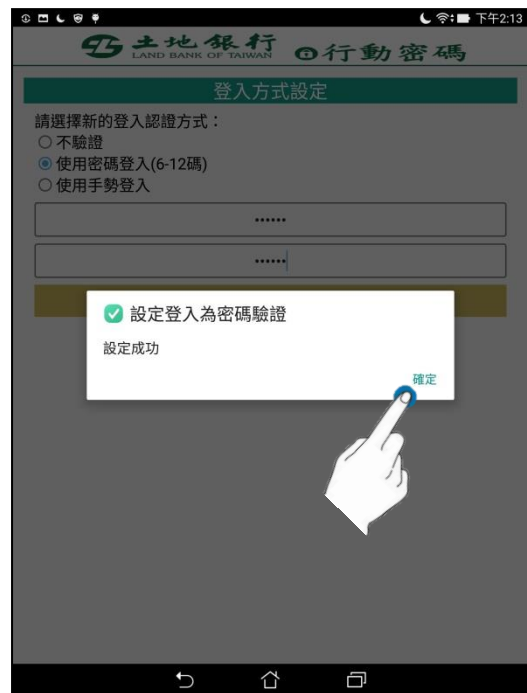 下午2:13
土地銀行
LAND BANK OF TAIWAN
行動密碼
登入方式設定
請選擇新的登入認證方式：
不驗證
使用密碼登入(6-12碼)
使用手勢登入
••••••
••••••
設定登入為密碼驗證
設定成功
確定